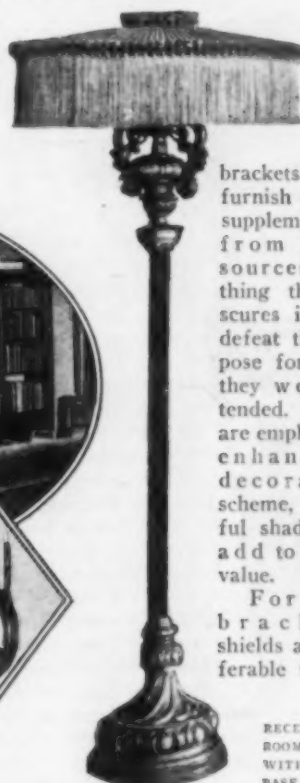 brackets
furnish
supplem
from
source
thing th
scures i
defeat t
pose for
they we
tended.
are empl
enhan
decora
scheme,
ful shad
add to
value.
For
brac
shields a
ferable
RECE
ROOM
WITH
BASE